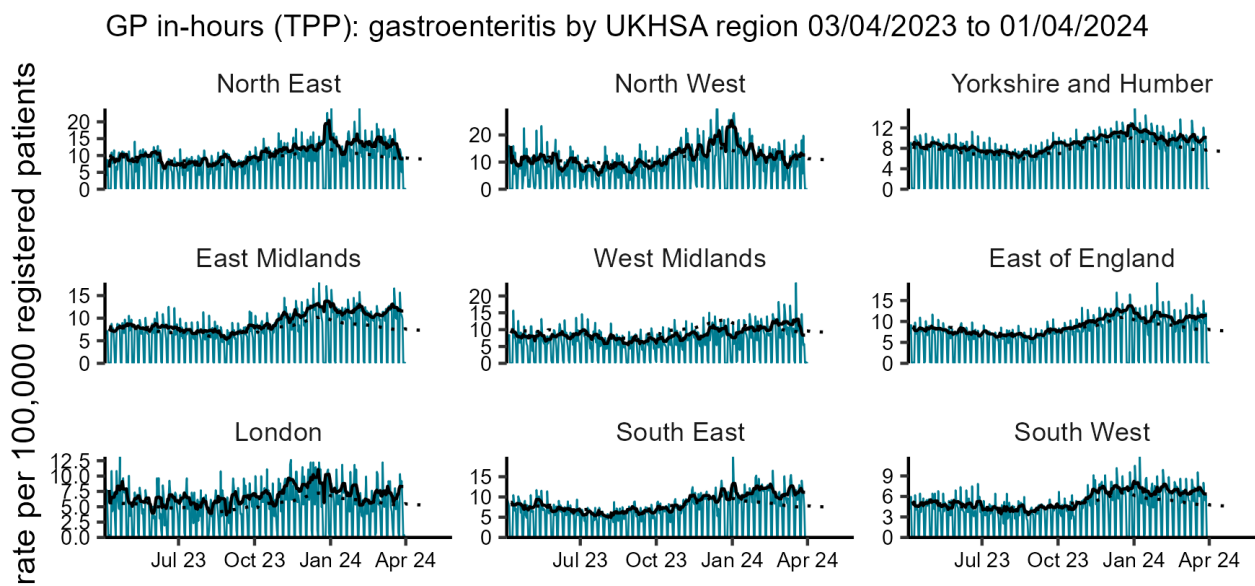 GP in-hours (TPP): gastroenteritis by UKHSA region 03/04/2023 to 01/04/2024
rate per 100,000 registered patients
North East
North West
Yorkshire and Humber
20
15
10
5
0
20
10
0
12
8
4
0
East Midlands
West Midlands
East of England
15
10
5
0
20
15
10
5
0
15
10
5
0
London
South East
South West
12.5
10.0
7.5
5.0
2.5
0.0
15
10
5
0
9
6
3
0
Jul 23 Oct 23 Jan 24 Apr 24
Jul 23 Oct 23 Jan 24 Apr 24
Jul 23 Oct 23 Jan 24 Apr 24